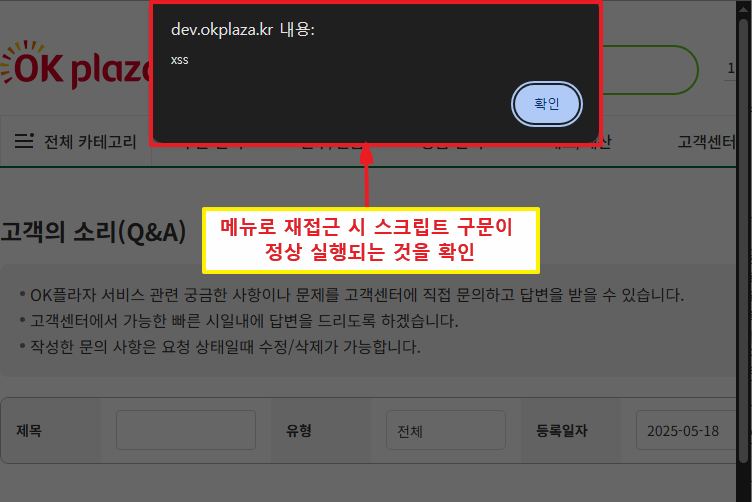 dev.okplaza.kr 내용:
xss
확인
OK plaza
1
전체 카테고리
고객센터
메뉴로 재접근 시 스크립트 구문이
정상 실행되는 것을 확인
고객의 소리(Q&A)
• OK플라자 서비스 관련 궁금한 사항이나 문제를 고객센터에 직접 문의하고 답변을 받을 수 있습니다.
• 고객센터에서 가능한 빠른 시일내에 답변을 드리도록 하겠습니다.
• 작성한 문의 사항은 요청 상태일때 수정/삭제가 가능합니다.
제목 유형 전체 등록일자 2025-05-18